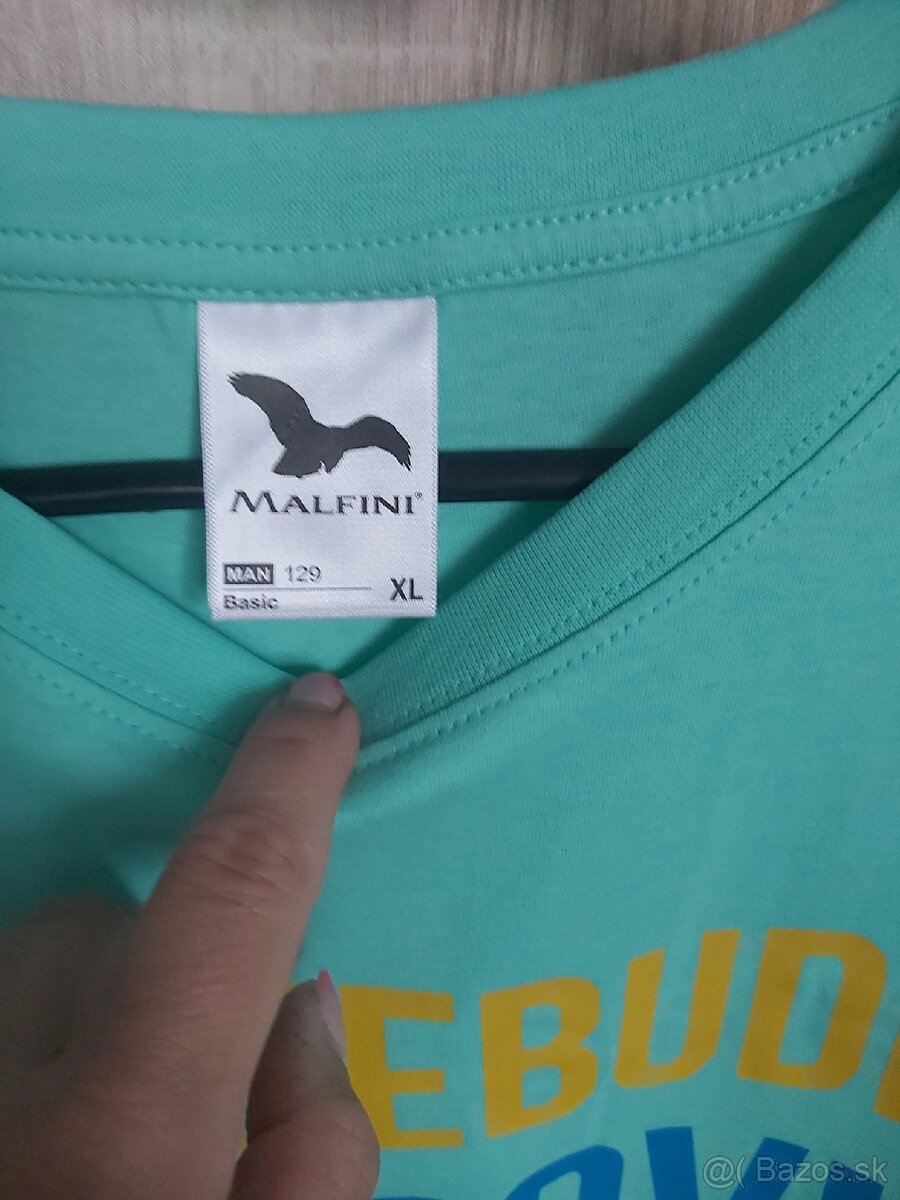 MALFINI®
MAN 129
Basic XL
EBUD
@( Bazos.sk